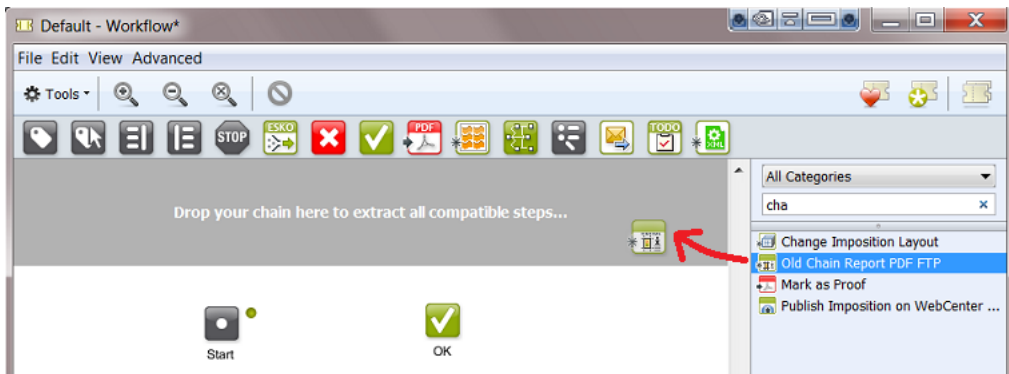 Default - Workflow*
File Edit View Advanced
Tools
STOP
ESKO
PDF
TODO
XML
All Categories
cha
Drop your chain here to extract all compatible steps...
Change Imposition Layout
Old Chain Report PDF FTP
Mark as Proof
Publish Imposition on WebCenter ...
Start
OK